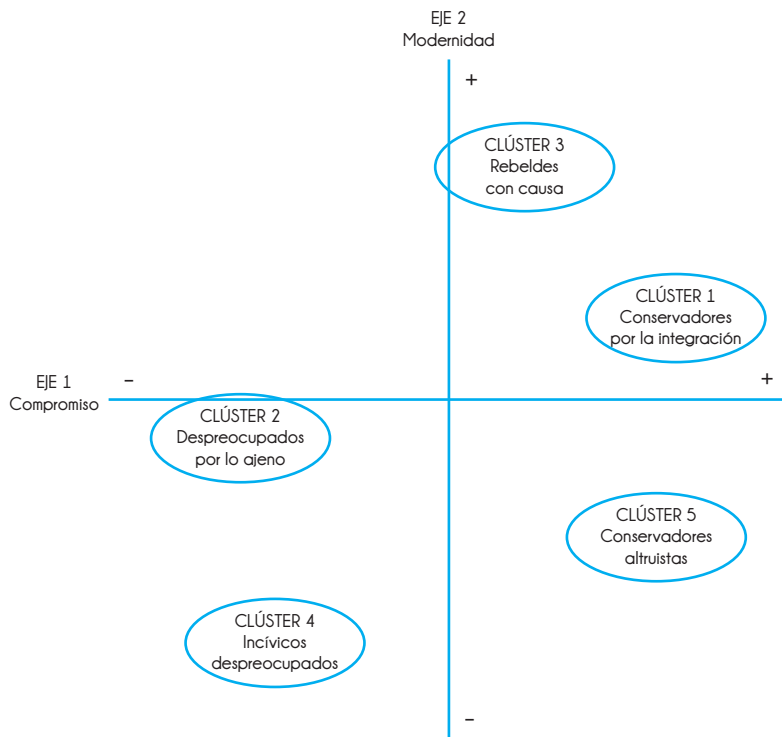 EJE 2
Modernidad
+
CLÚSTER 3
Rebeldes
con causa
CLÚSTER 1
Conservadores
por la integración
EJE 1
Compromiso
–
+
CLÚSTER 2
Despreocupados
por lo ajeno
CLÚSTER 5
Conservadores
altruistas
CLÚSTER 4
Incívicos
despreocupados
–